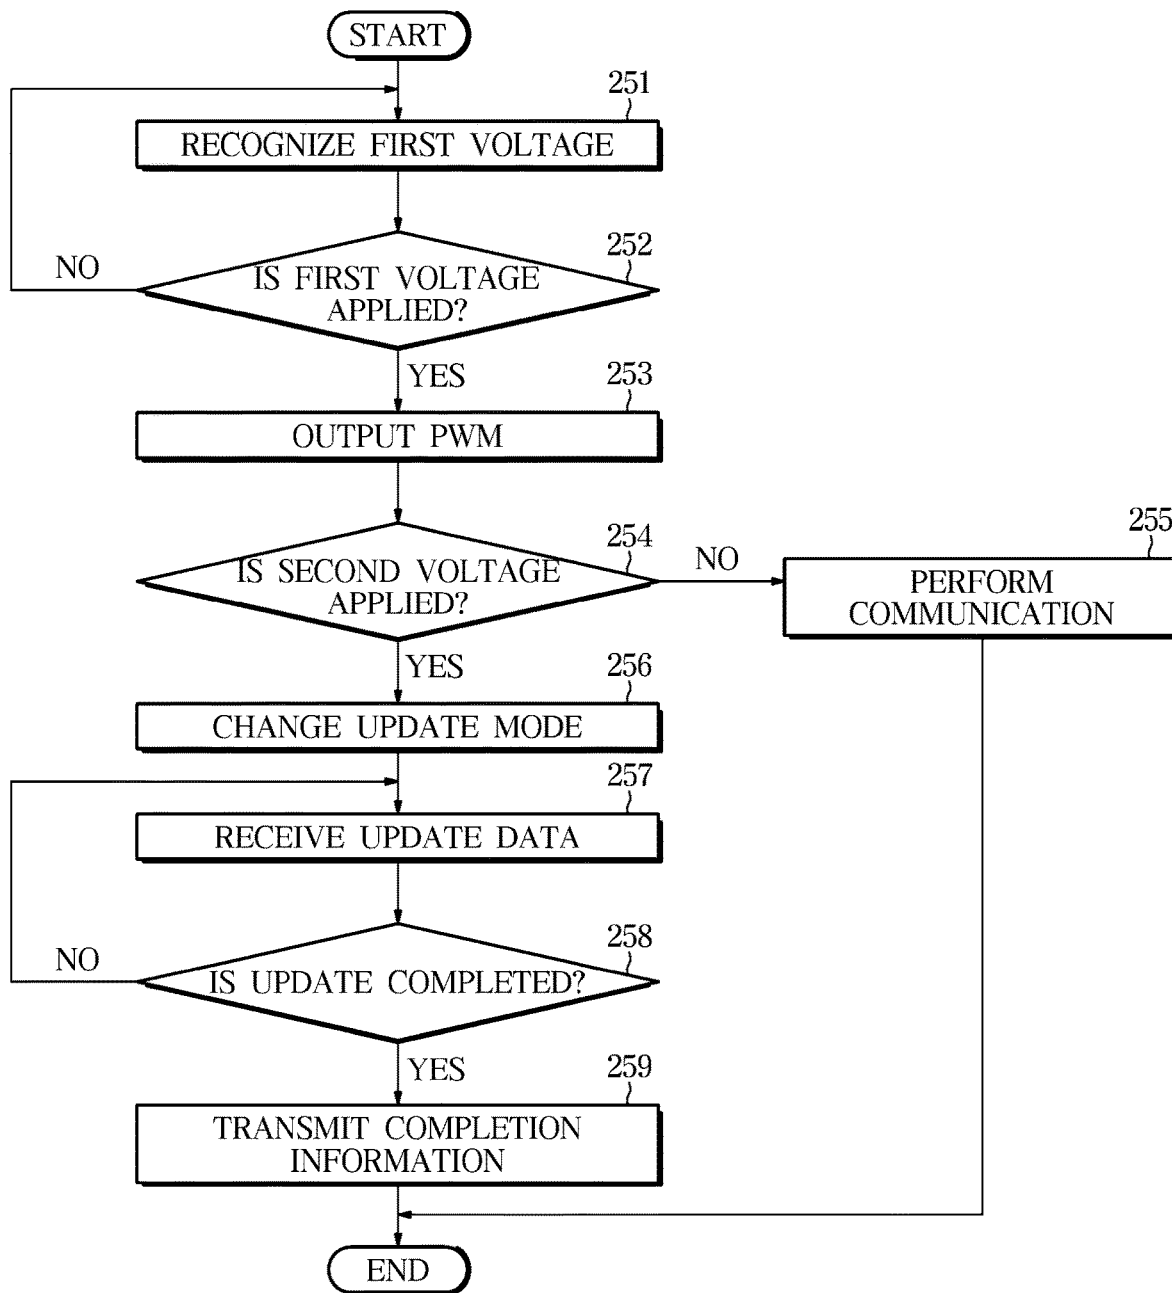 START
251
RECOGNIZE FIRST VOLTAGE
252
IS FIRST VOLTAGE
APPLIED?
NO
YES
253
OUTPUT PWM
254
IS SECOND VOLTAGE
APPLIED?
NO
255
PERFORM
COMMUNICATION
YES
256
CHANGE UPDATE MODE
257
RECEIVE UPDATE DATA
258
IS UPDATE COMPLETED?
NO
YES
259
TRANSMIT COMPLETION
INFORMATION
END